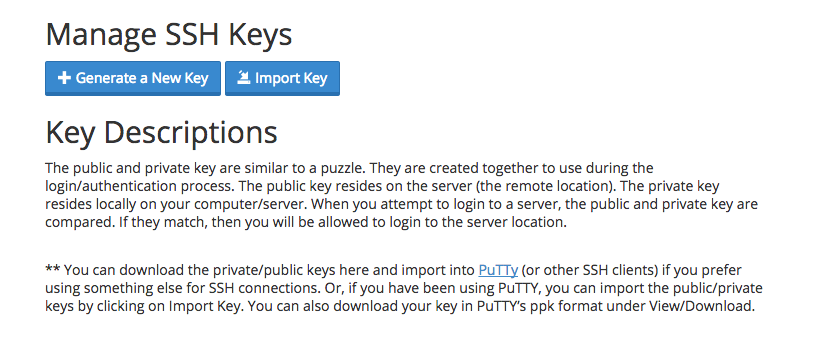 Manage SSH Keys
Generate a New Key
Import Key
Key Descriptions
The public and private key are similar to a puzzle. They are created together to use during the
login/authentication process. The public key resides on the server (the remote location). The private key
resides locally on your computer/server. When you attempt to login to a server, the public and private key are
compared. If they match, then you will be allowed to login to the server location.
** You can download the private/public keys here and import into PuTTy (or other SSH clients) if you prefer
using something else for SSH connections. Or, if you have been using PuTTY, you can import the public/private
keys by clicking on Import Key. You can also download your key in PuTTY’s ppk format under View/Download.